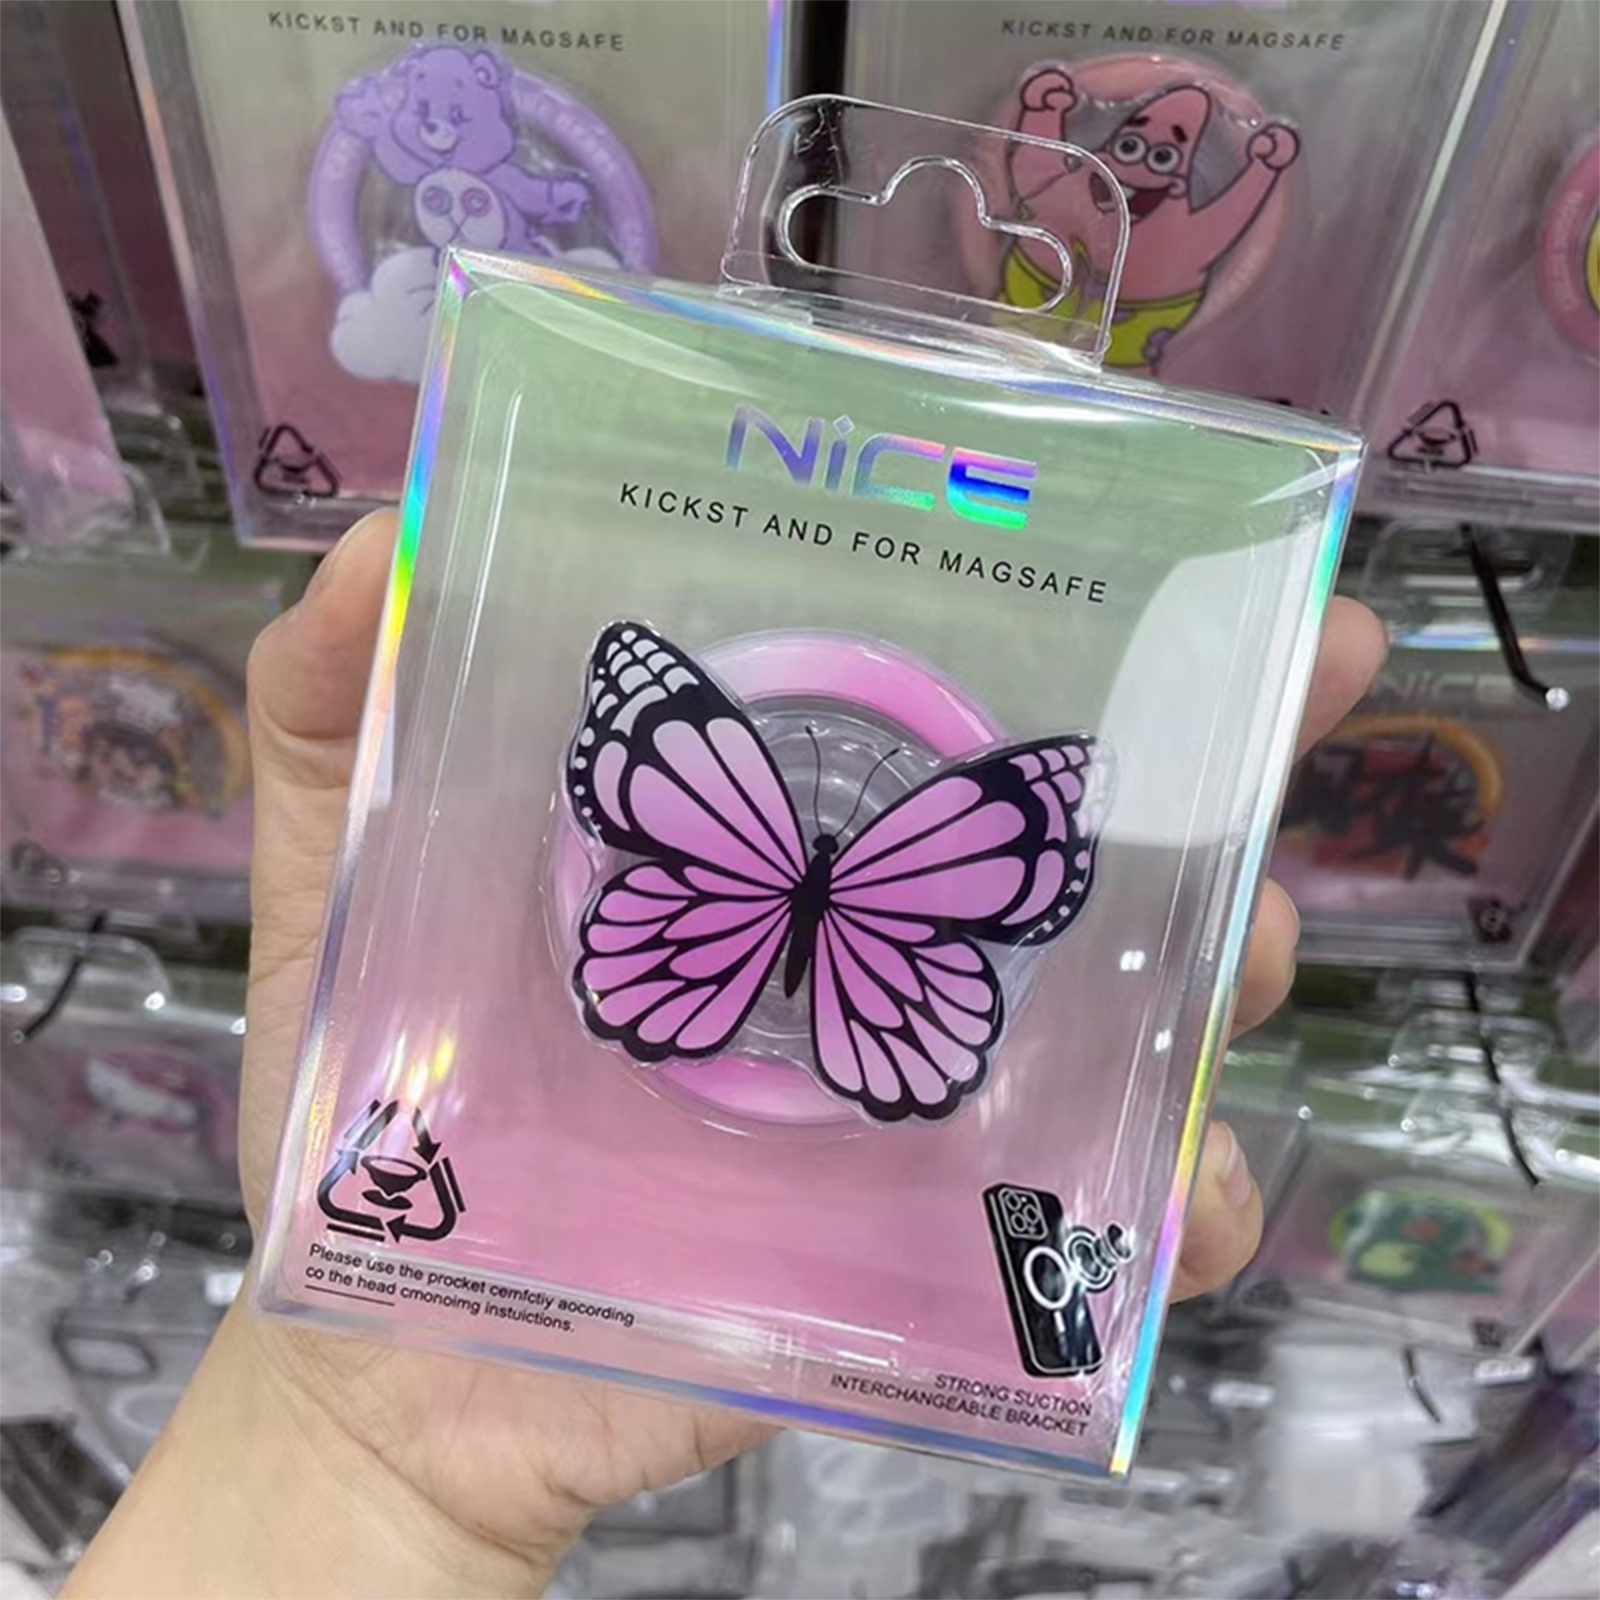 KICKST AND FOR MAGSAFE
KICKST AND FOR MAGSAFE
NiCE
KICKST AND FOR MAGSAFE
Please use the procket cernfctiy aocording
co the head cmonoimg instuictions.
STRONG SUCTION
INTERCHANGEABLE BRACKET